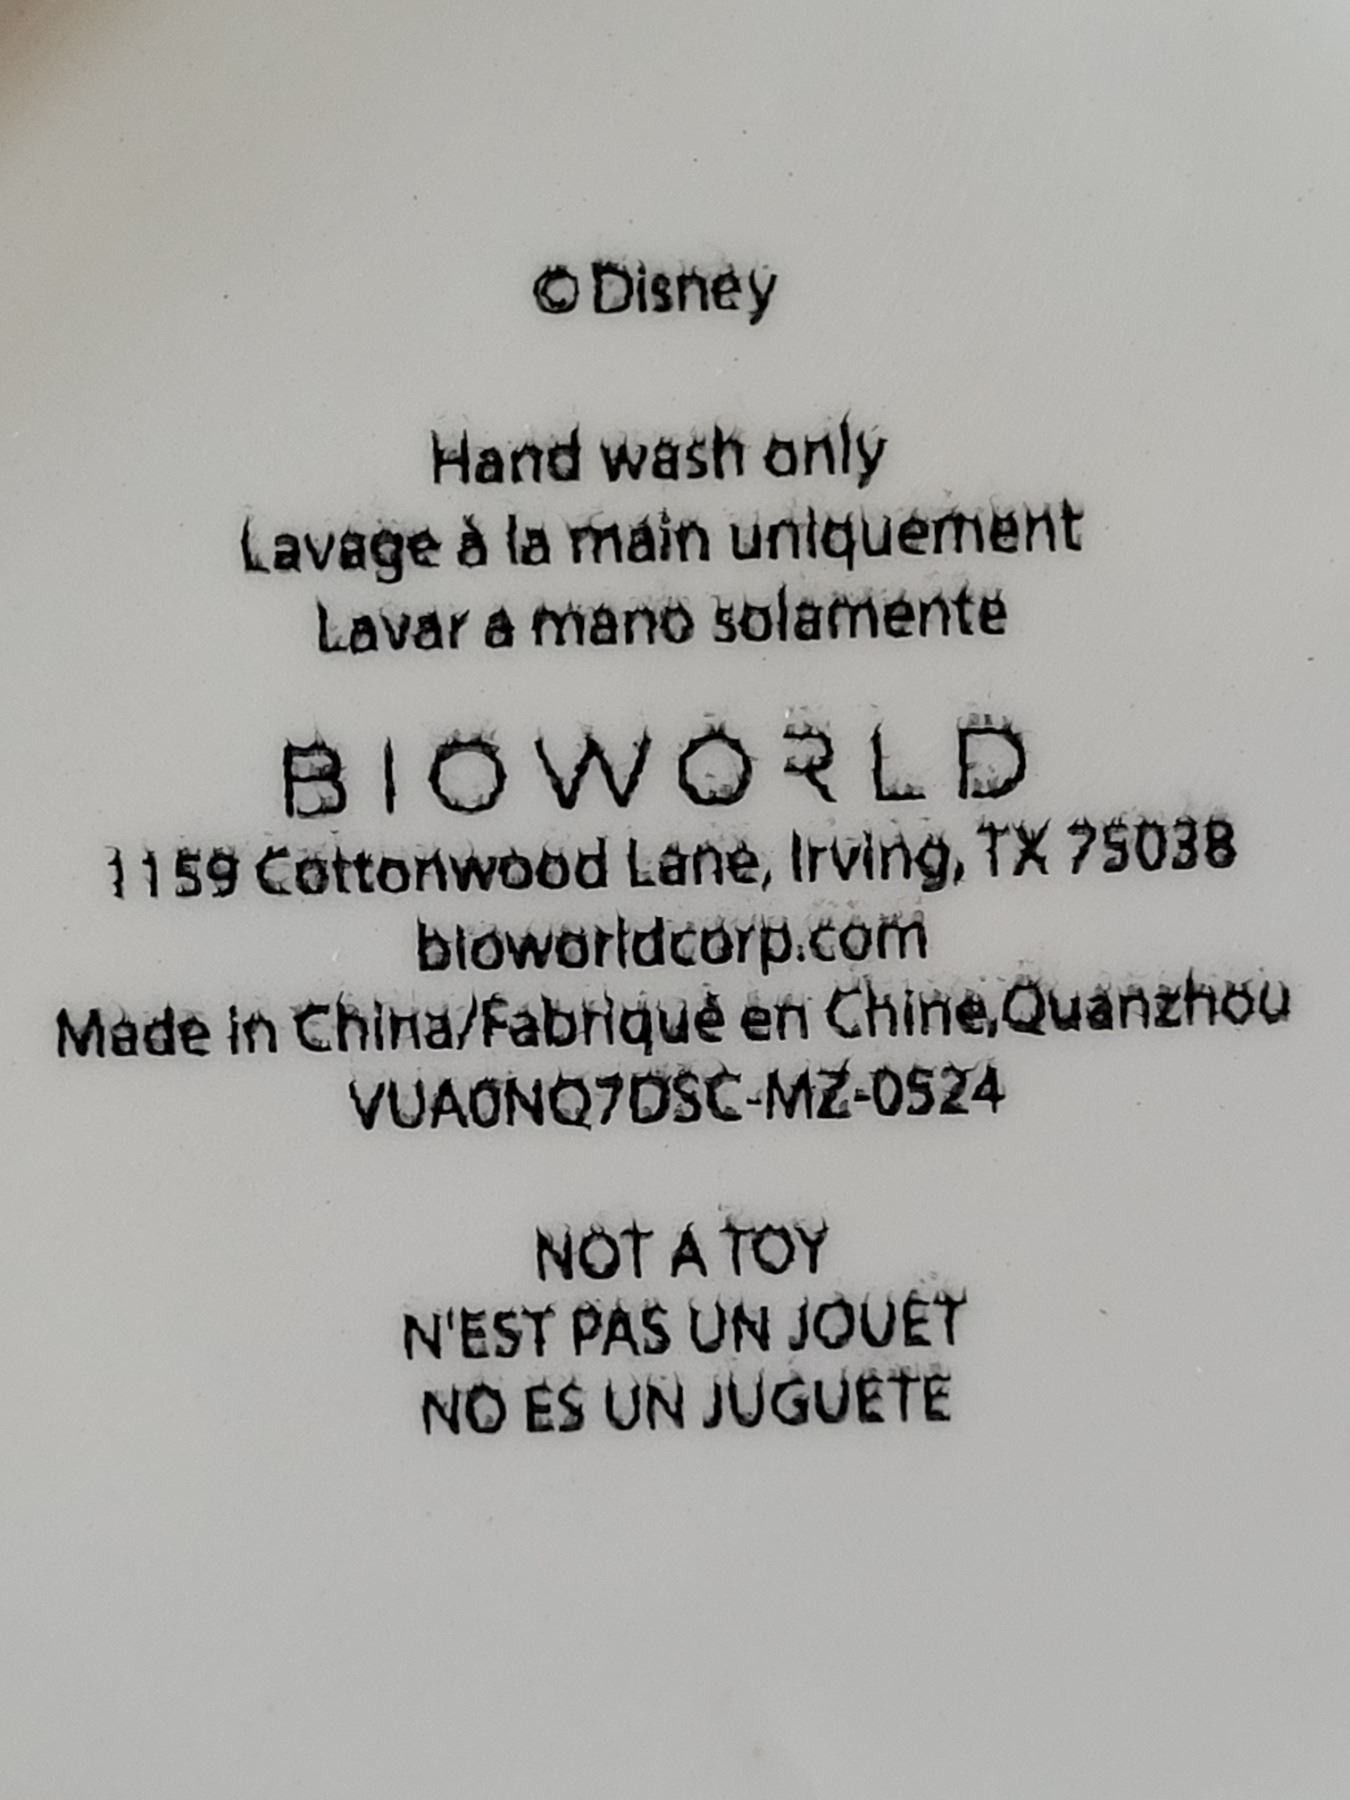 ©Disney
Hand wash only
Lavage à la main uniquement
Lavar a mano solamente
BIOWORLD
1159 Cottonwood Lane, Irving, TX 75038
bioworldcorp.com
Made in China/Fabriqué en Chine,Quanzhou
VUA0NQ7DSC-MZ-0524
NOT A TOY
N'EST PAS UN JOUET
NO ES UN JUGUETE